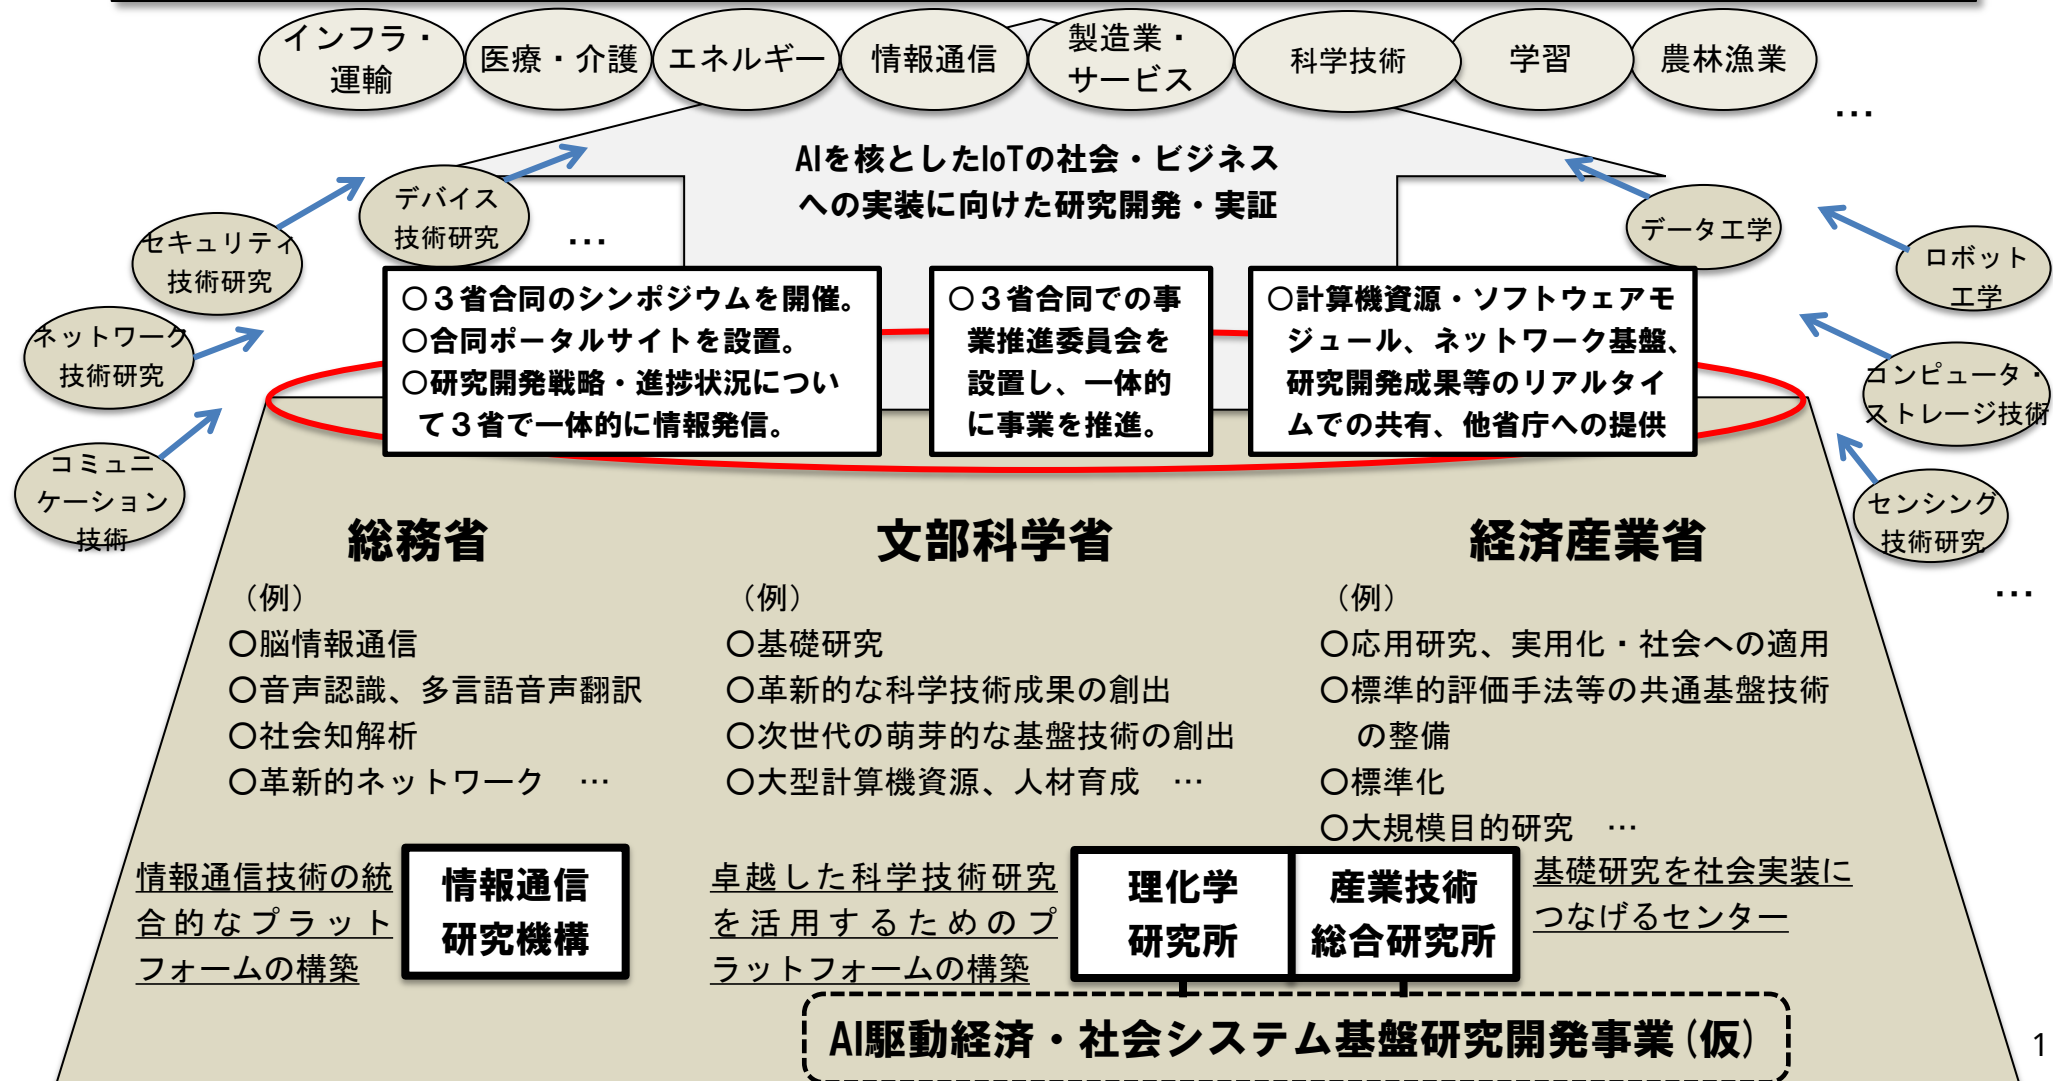 インフラ・
運輸
医療・介護
エネルギー
情報通信
製造業・
サービス
科学技術
学習
農林漁業
…
AIを核としたIoTの社会・ビジネス
への実装に向けた研究開発・実証
デバイス
技術研究
…
セキュリティ
技術研究
ネットワーク
技術研究
コミュニ
ケーション
技術
データ工学
ロボット
工学
コンピュータ・
ストレージ技術
センシング
技術研究
…
〇３省合同のシンポジウムを開催。
〇合同ポータルサイトを設置。
〇研究開発戦略・進捗状況につい
て３省で一体的に情報発信。
〇３省合同での事
業推進委員会を
設置し、一体的
に事業を推進。
〇計算機資源・ソフトウェアモ
ジュール、ネットワーク基盤、
研究開発成果等のリアルタイ
ムでの共有、他省庁への提供
総務省
（例）
〇脳情報通信
〇音声認識、多言語音声翻訳
〇社会知解析
〇革新的ネットワーク　…
文部科学省
（例）
〇基礎研究
〇革新的な科学技術成果の創出
〇次世代の萌芽的な基盤技術の創出
〇大型計算機資源、人材育成　…
経済産業省
（例）
〇応用研究、実用化・社会への適用
〇標準的評価手法等の共通基盤技術
の整備
〇標準化
〇大規模目的研究　…
情報通信技術の統
合的なプラット
フォームの構築
情報通信
研究機構
卓越した科学技術研究
を活用するためのプ
ラットフォームの構築
理化学
研究所
産業技術
総合研究所
基礎研究を社会実装に
つなげるセンター
AI駆動経済・社会システム基盤研究開発事業(仮)
1